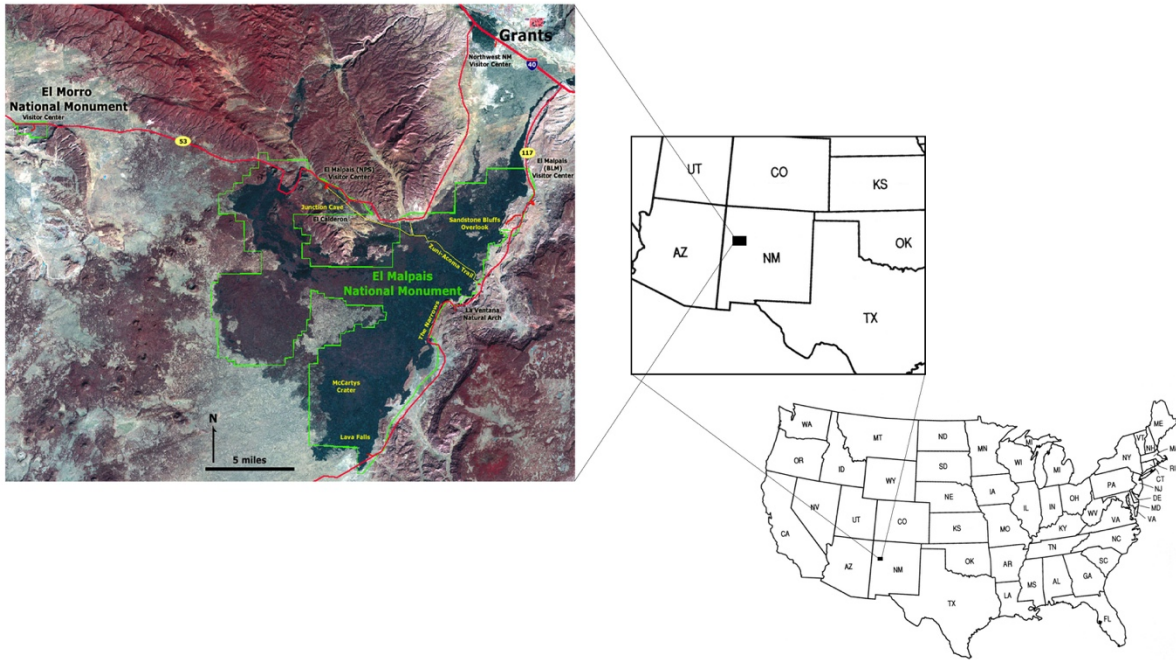 Grants
Northwest NM
Visitor Center
40
El Morro
National Monument
Visitor Center
53
117
El Malpais (NPS)
Visitor Center
El Malpais
(BLM)
Visitor Center
Junction Cave
El Calderon
Sandstone Bluffs
Overlook
Zuni-Acoma Trail
El Malpais
National Monument
La Ventana
Natural Arch
The Narrows
McCartys
Crater
Lava Falls
N
5 miles
UT
CO
KS
AZ
NM
OK
TX
WA
MT
ND
MN
WI
MI
MI
VT
NH
ME
OR
ID
WY
SD
NE
IA
IL
IN
OH
PA
NY
RI
CT
NJ
DE
MD
VA
NV
UT
CO
KS
MO
KY
WV
VA
CA
AZ
NM
OK
AR
TN
NC
SC
TX
LA
MS
AL
GA
FL